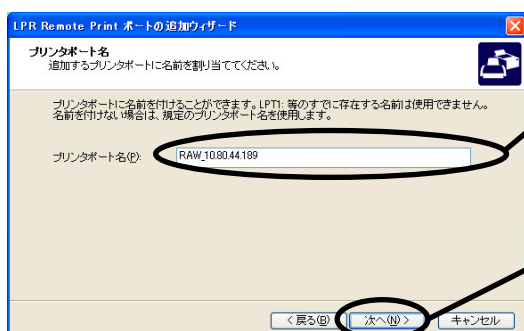 LPR Remote Print ポートの追加ウィザード
プリンタポート名
追加するプリンタポートに名前を割り当ててください。
プリンタポートに名前を付けることができます。LPT1: 等のすでに存在する名前は使用できません。
名前を付けない場合は、規定のプリンタポート名を使用します。
プリンタポート名(P):
RAW_10.80.44.189
< 戻る(B)
次へ(N) >
キャンセル